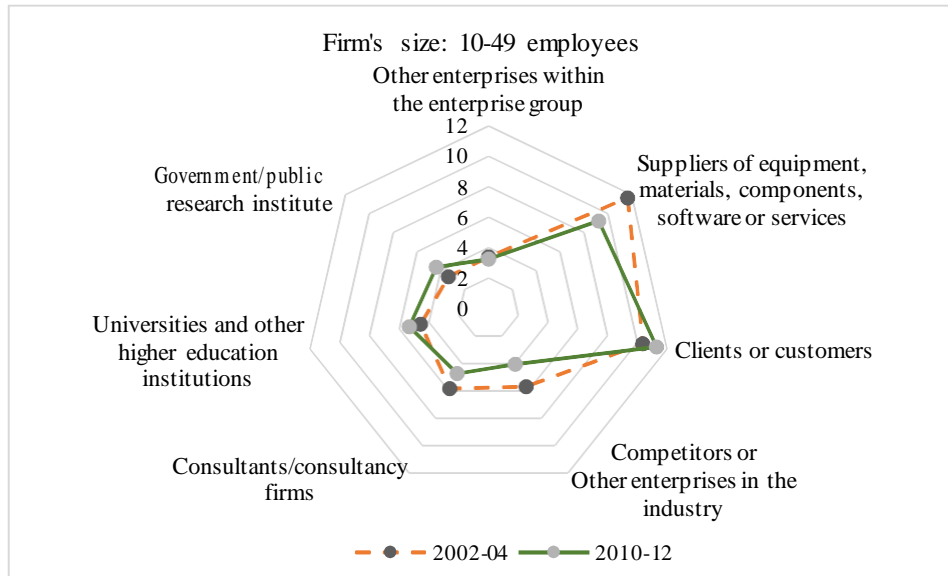 Firm's size: 10-49 employees
Other enterprises within
the enterprise group
12
10
8
6
4
2
0
Suppliers of equipment,
materials, components,
software or services
Clients or customers
Competitors or
Other enterprises in the
industry
Consultants/consultancy
firms
Universities and other
higher education
institutions
Government/public
research institute
2002-04
2010-12